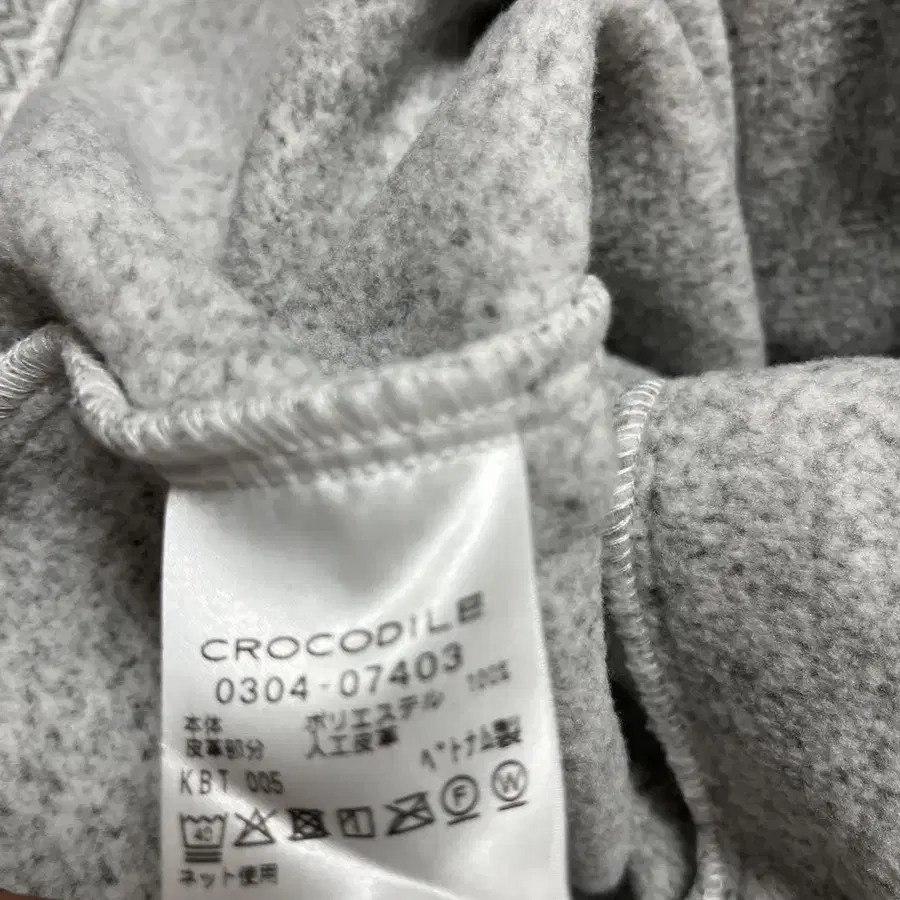 CROCODILE
0304-07403
本体 ポリエステル 100%
皮革部分 人工皮革
ベトナム製
KBT 005
40 F W
ネット使用